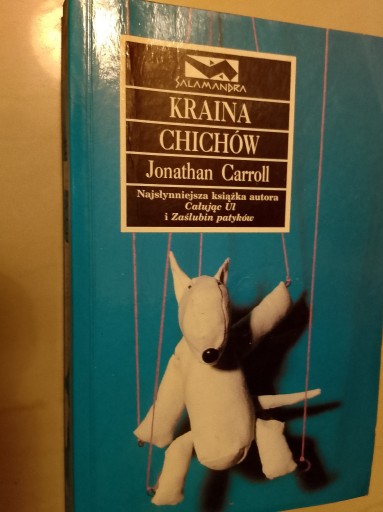 SALAMANDRA
KRAINA
CHICHÓW
Jonathan Carroll
Najsłynniejsza książka autora
Całując Ul
i Zaślubin patyków